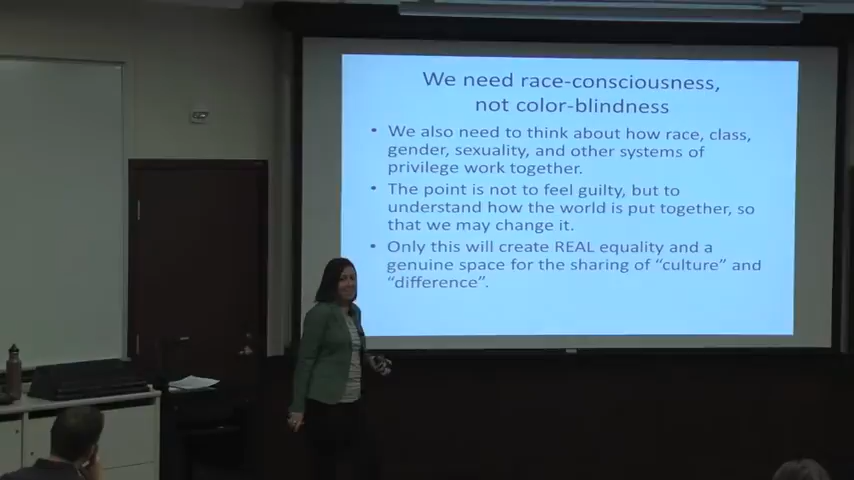 We need race-consciousness,
not color-blindness
• We also need to think about how race, class,
gender, sexuality, and other systems of
privilege work together.
• The point is not to feel guilty, but to
understand how the world is put together, so
that we may change it.
• Only this will create REAL equality and a
genuine space for the sharing of “culture” and
“difference”.